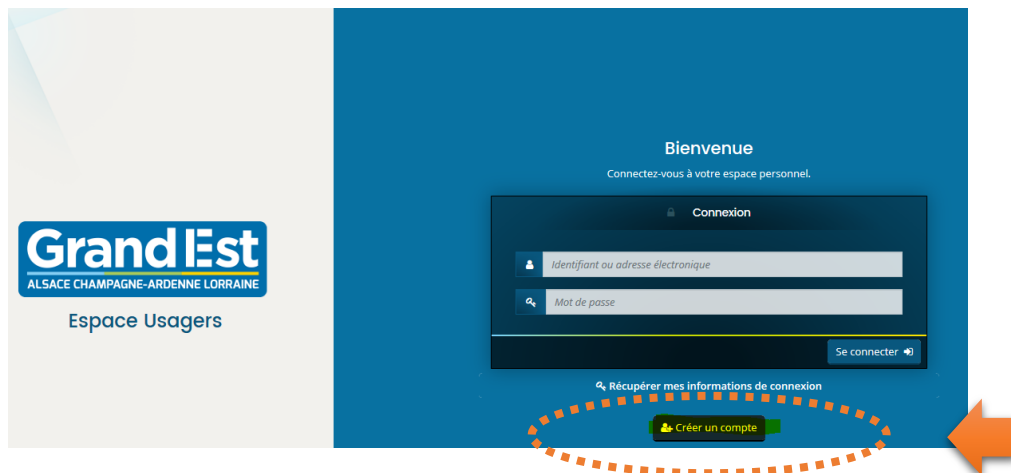 Grand Est
ALSACE CHAMPAGNE-ARDENNE LORRAINE
Espace Usagers
Bienvenue
Connectez-vous à votre espace personnel.
Connexion
Identifiant ou adresse électronique
Mot de passe
Se connecter
Récupérer mes informations de connexion
Créer un compte